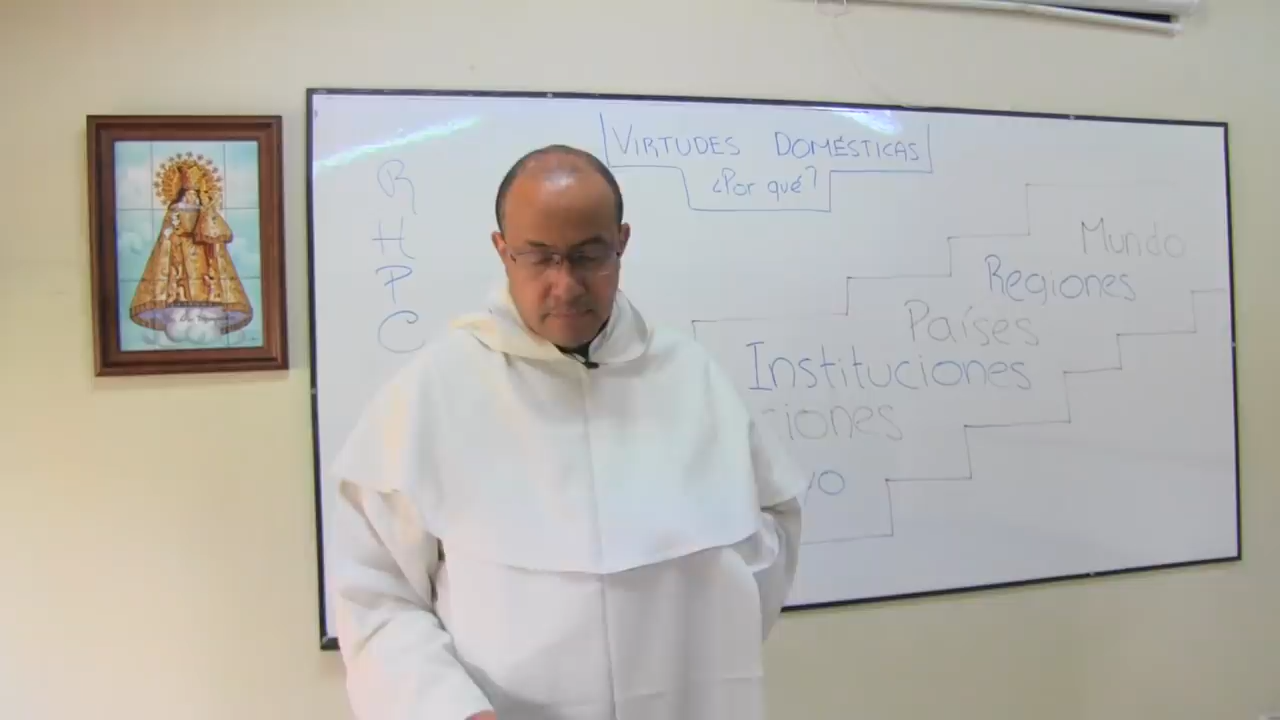 VIRTUDES DOMÉSTICAS
¿Por qué?
R
H
P
C
Mundo
Regiones
Países
Instituciones